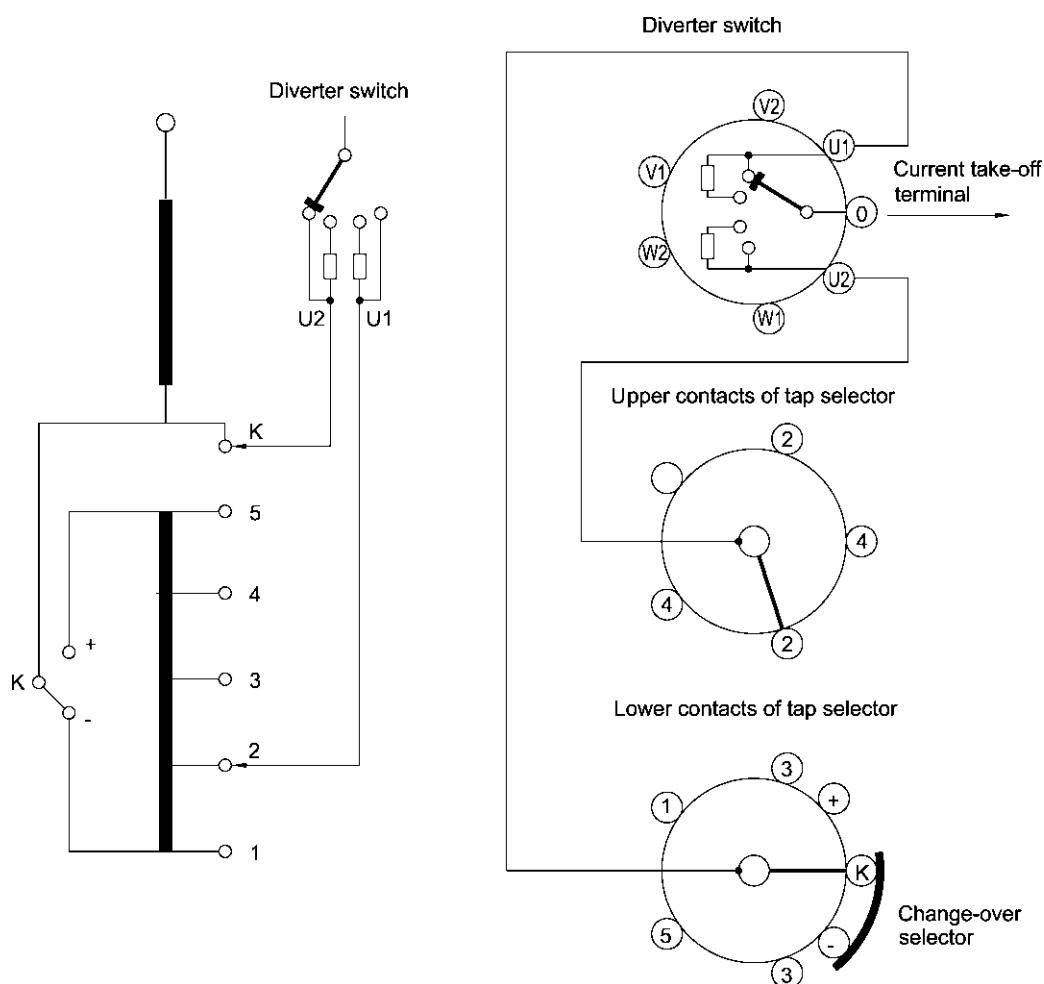 Diverter switch
U2
U1
K
5
4
+
3
K
-
2
1
Diverter switch
V2
U1
V1
Current take-off
terminal
0
W2
U2
W1
Upper contacts of tap selector
2
4
4
2
Lower contacts of tap selector
3
+
1
K
Change-over
selector
5
-
3